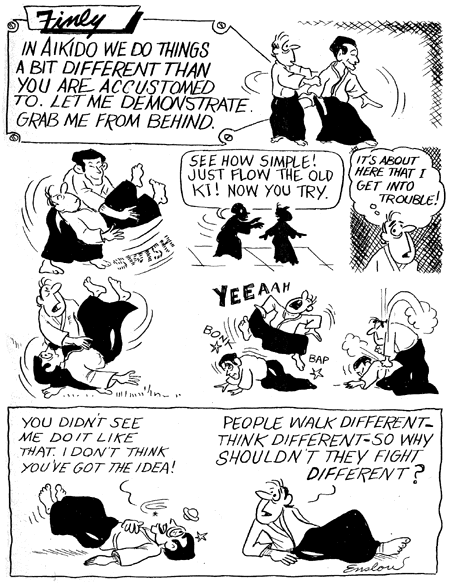 Finly
IN AIKIDO WE DO THINGS
A BIT DIFFERENT THAN
YOU ARE ACCUSTOMED
TO. LET ME DEMONSTRATE.
GRAB ME FROM BEHIND.
SWISH
SEE HOW SIMPLE!
JUST FLOW THE OLD
KI! NOW YOU TRY.
IT'S ABOUT
HERE THAT I
GET INTO
TROUBLE!
YEEAAH
BOZ
BAP
YOU DIDN'T SEE
ME DO IT LIKE
THAT. I DON'T THINK
YOU'VE GOT THE IDEA!
PEOPLE WALK DIFFERENT-
THINK DIFFERENT-SO WHY
SHOULDN'T THEY FIGHT
DIFFERENT?
Enslow